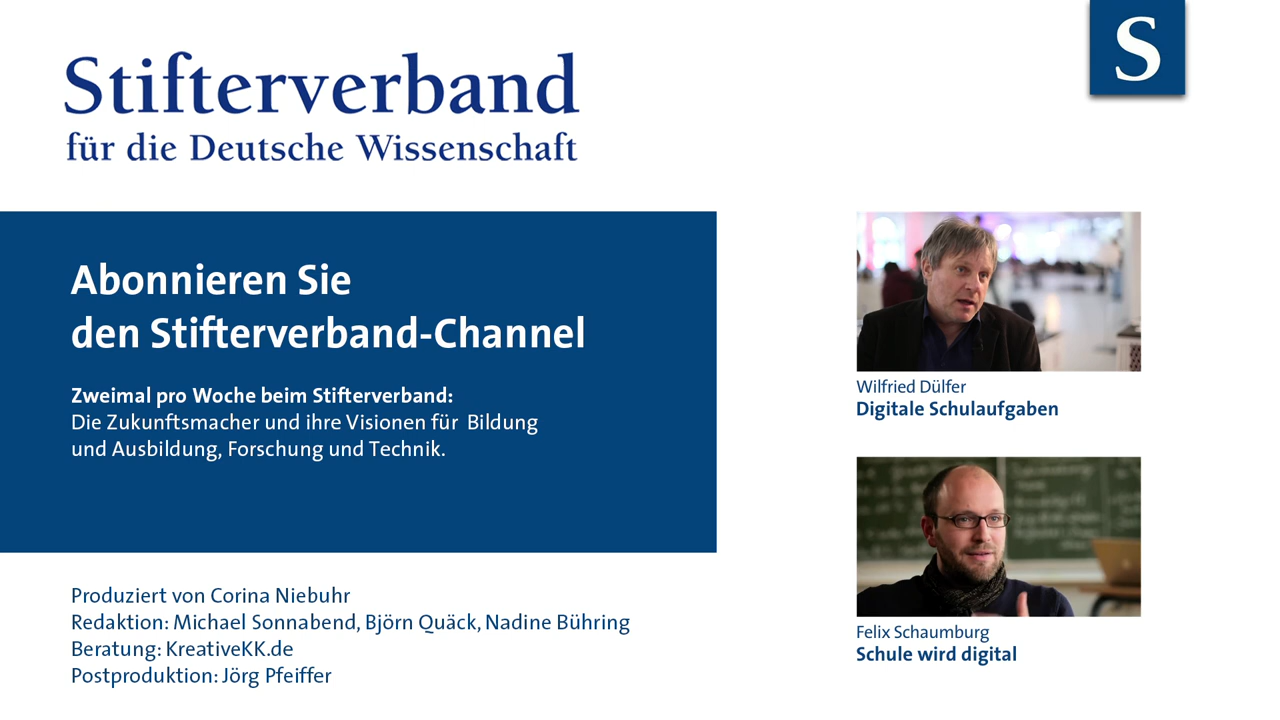 Stifterverband
für die Deutsche Wissenschaft
S
Abonnieren Sie
den Stifterverband-Channel
Zweimal pro Woche beim Stifterverband:
Die Zukunftsmacher und ihre Visionen für Bildung
und Ausbildung, Forschung und Technik.
Produziert von Corina Niebuhr
Redaktion: Michael Sonnabend, Björn Quäck, Nadine Bühring
Beratung: KreativeKK.de
Postproduktion: Jörg Pfeiffer
Wilfried Dülfer
Digitale Schulaufgaben
Felix Schaumburg
Schule wird digital